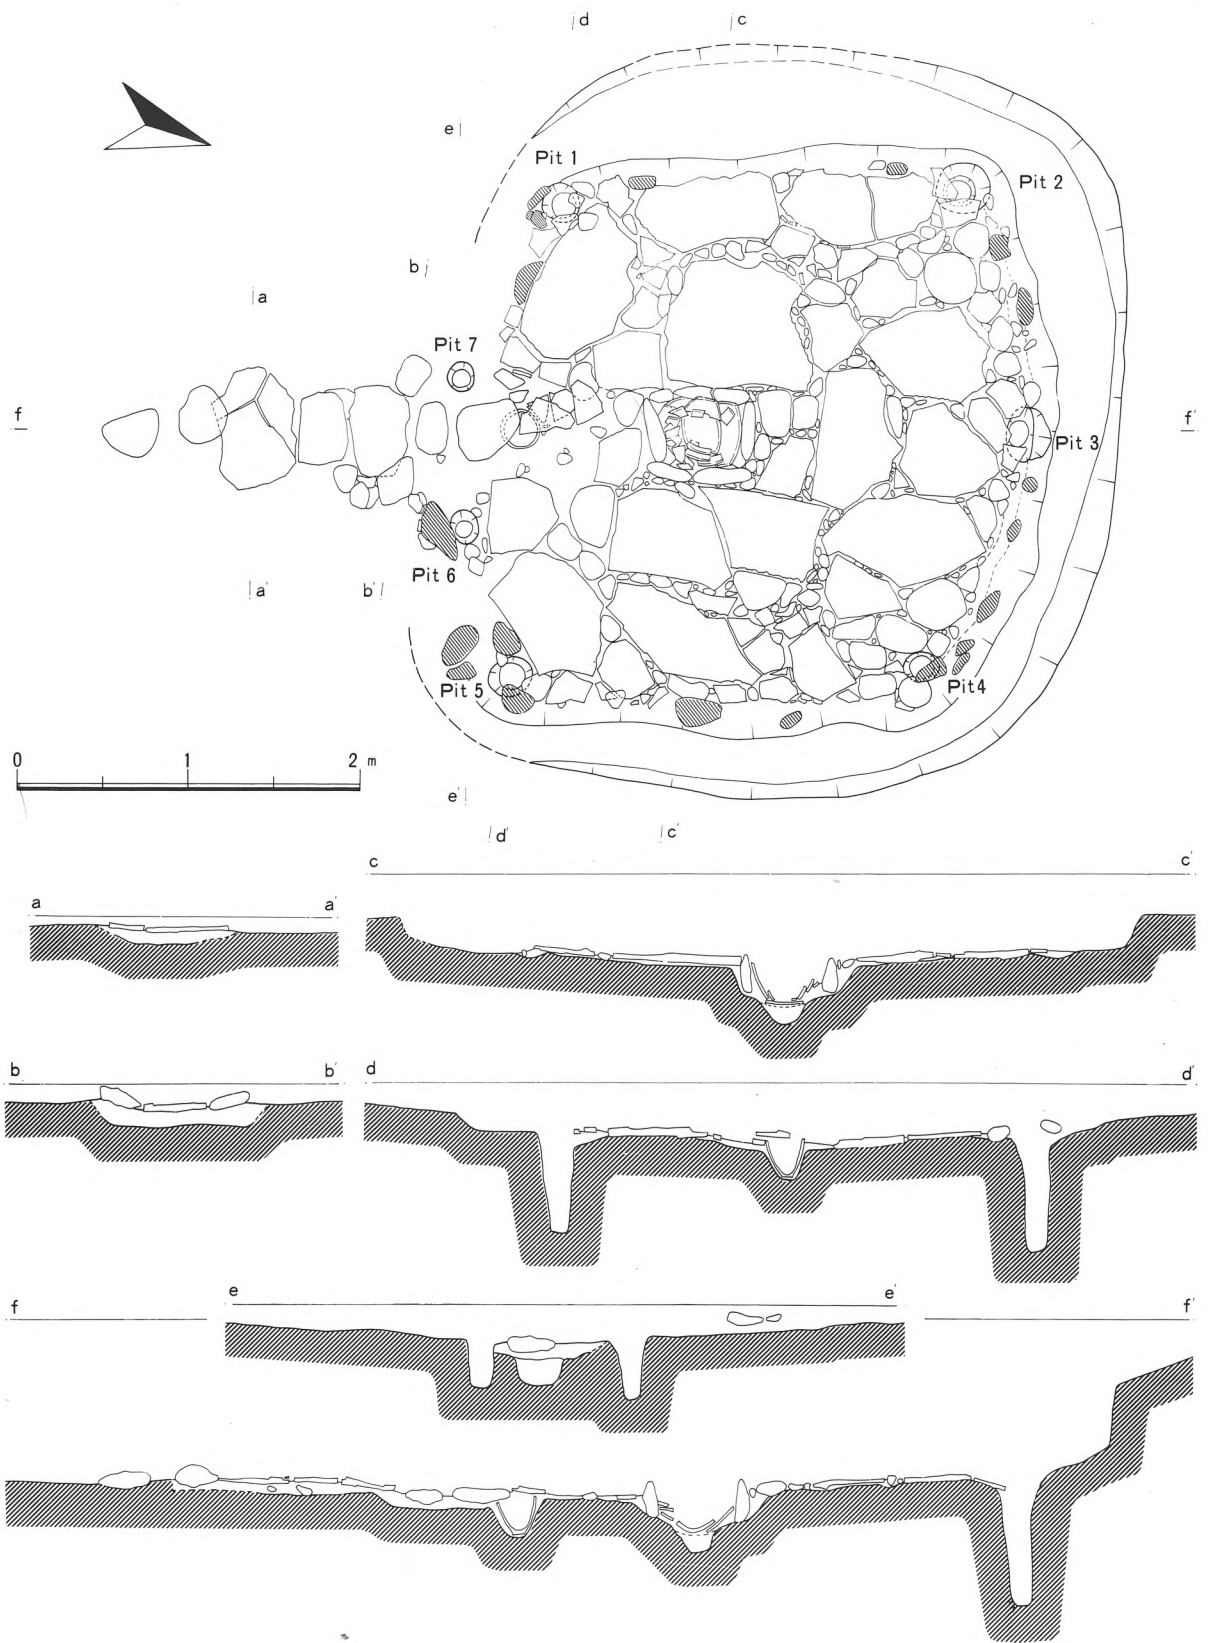 d c
e
Pit 1
Pit 2
b
a
Pit 7
f f'
Pit 3
Pit 6
a' b'
Pit 5 Pit4
0 1 2 m
e'
d' c'
c c'
a a'
b b' d d'
e e'
f f'